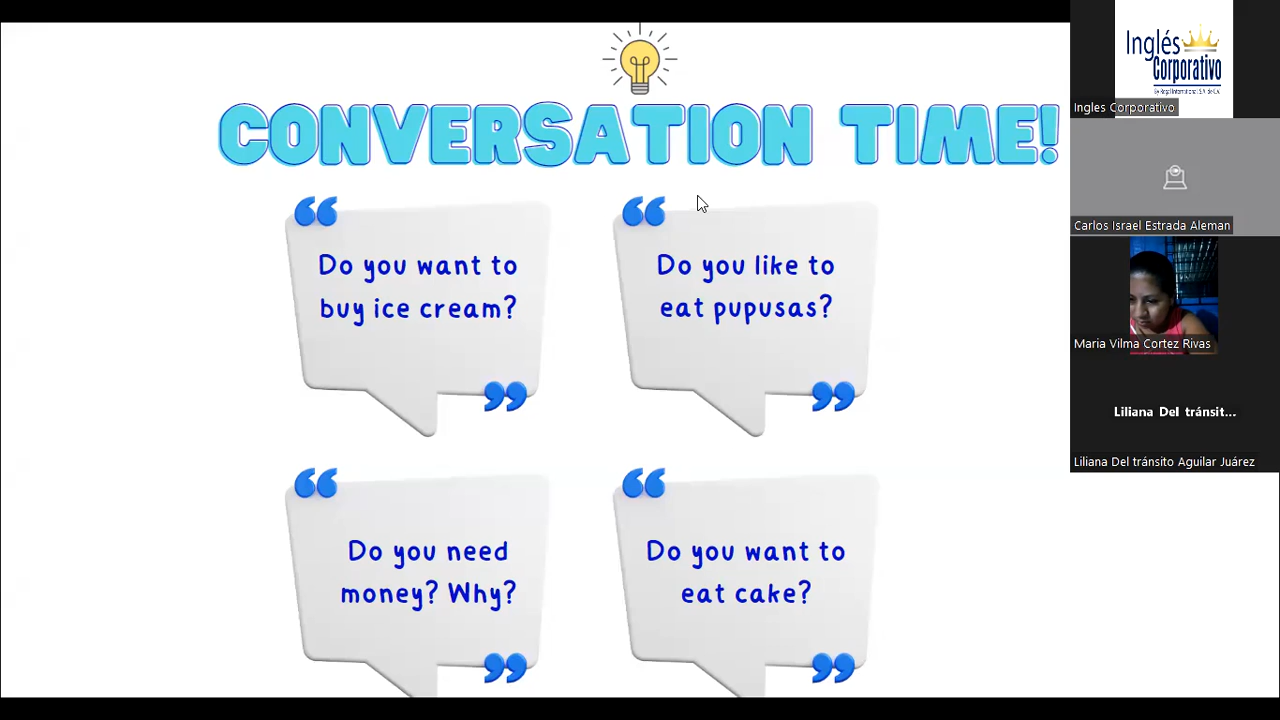 CONVERSATION TIME!
Do you want to
buy ice cream?
Do you like to
eat pupusas?
Do you need
money? Why?
Do you want to
eat cake?
Inglés
Corporativo
Ingles Corporativo
Carlos Israel Estrada Aleman
Maria Vilma Cortez Rivas
Liliana Del tránsit...
Liliana Del tránsito Aguilar Juárez